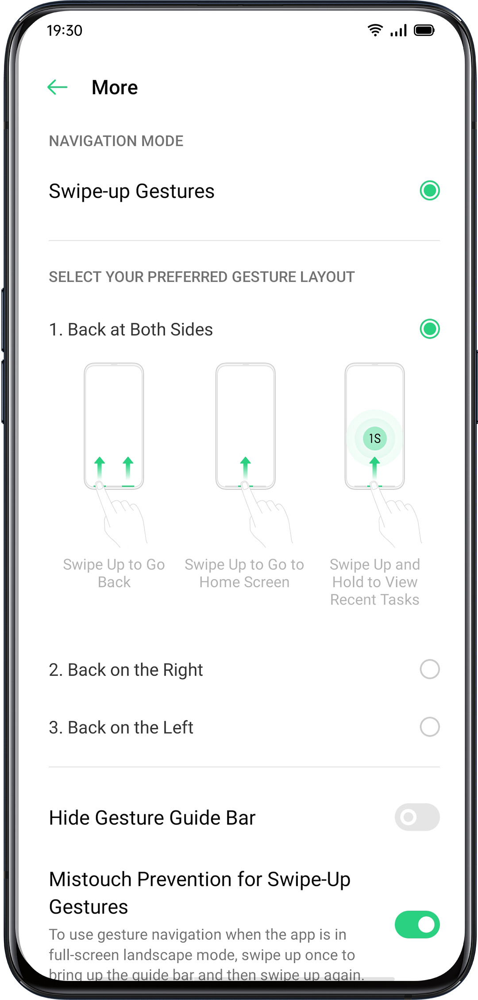 19:30
More
NAVIGATION MODE
Swipe-up Gestures
SELECT YOUR PREFERRED GESTURE LAYOUT
1. Back at Both Sides
1S
Swipe Up to Go
Back
Swipe Up to Go to
Home Screen
Swipe Up and
Hold to View
Recent Tasks
2. Back on the Right
3. Back on the Left
Hide Gesture Guide Bar
Mistouch Prevention for Swipe-Up
Gestures
To use gesture navigation when the app is in
full-screen landscape mode, swipe up once to
bring up the guide bar and then swipe up again.